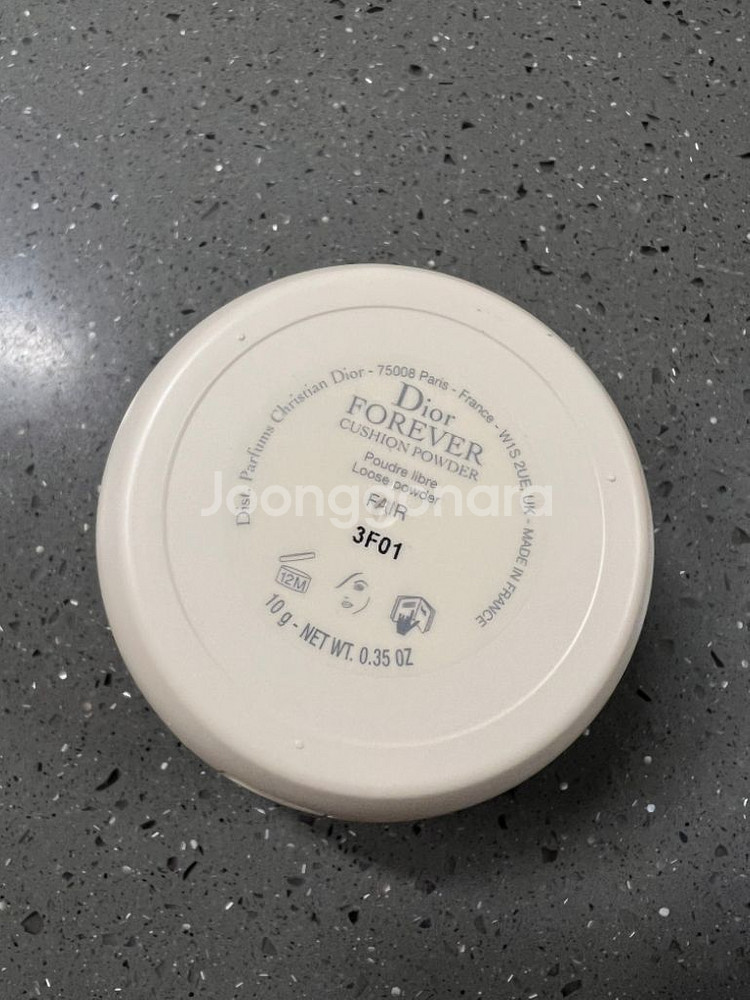 Dist. Parfums Christian Dior - 75008 Paris - France - W1S 2UE, UK - MADE IN FRANCE
Dior
FOREVER
CUSHION POWDER
Poudre libre
Loose powder
FAIR
3F01
12M
10 g - NET WT. 0.35 OZ
Joonggonara